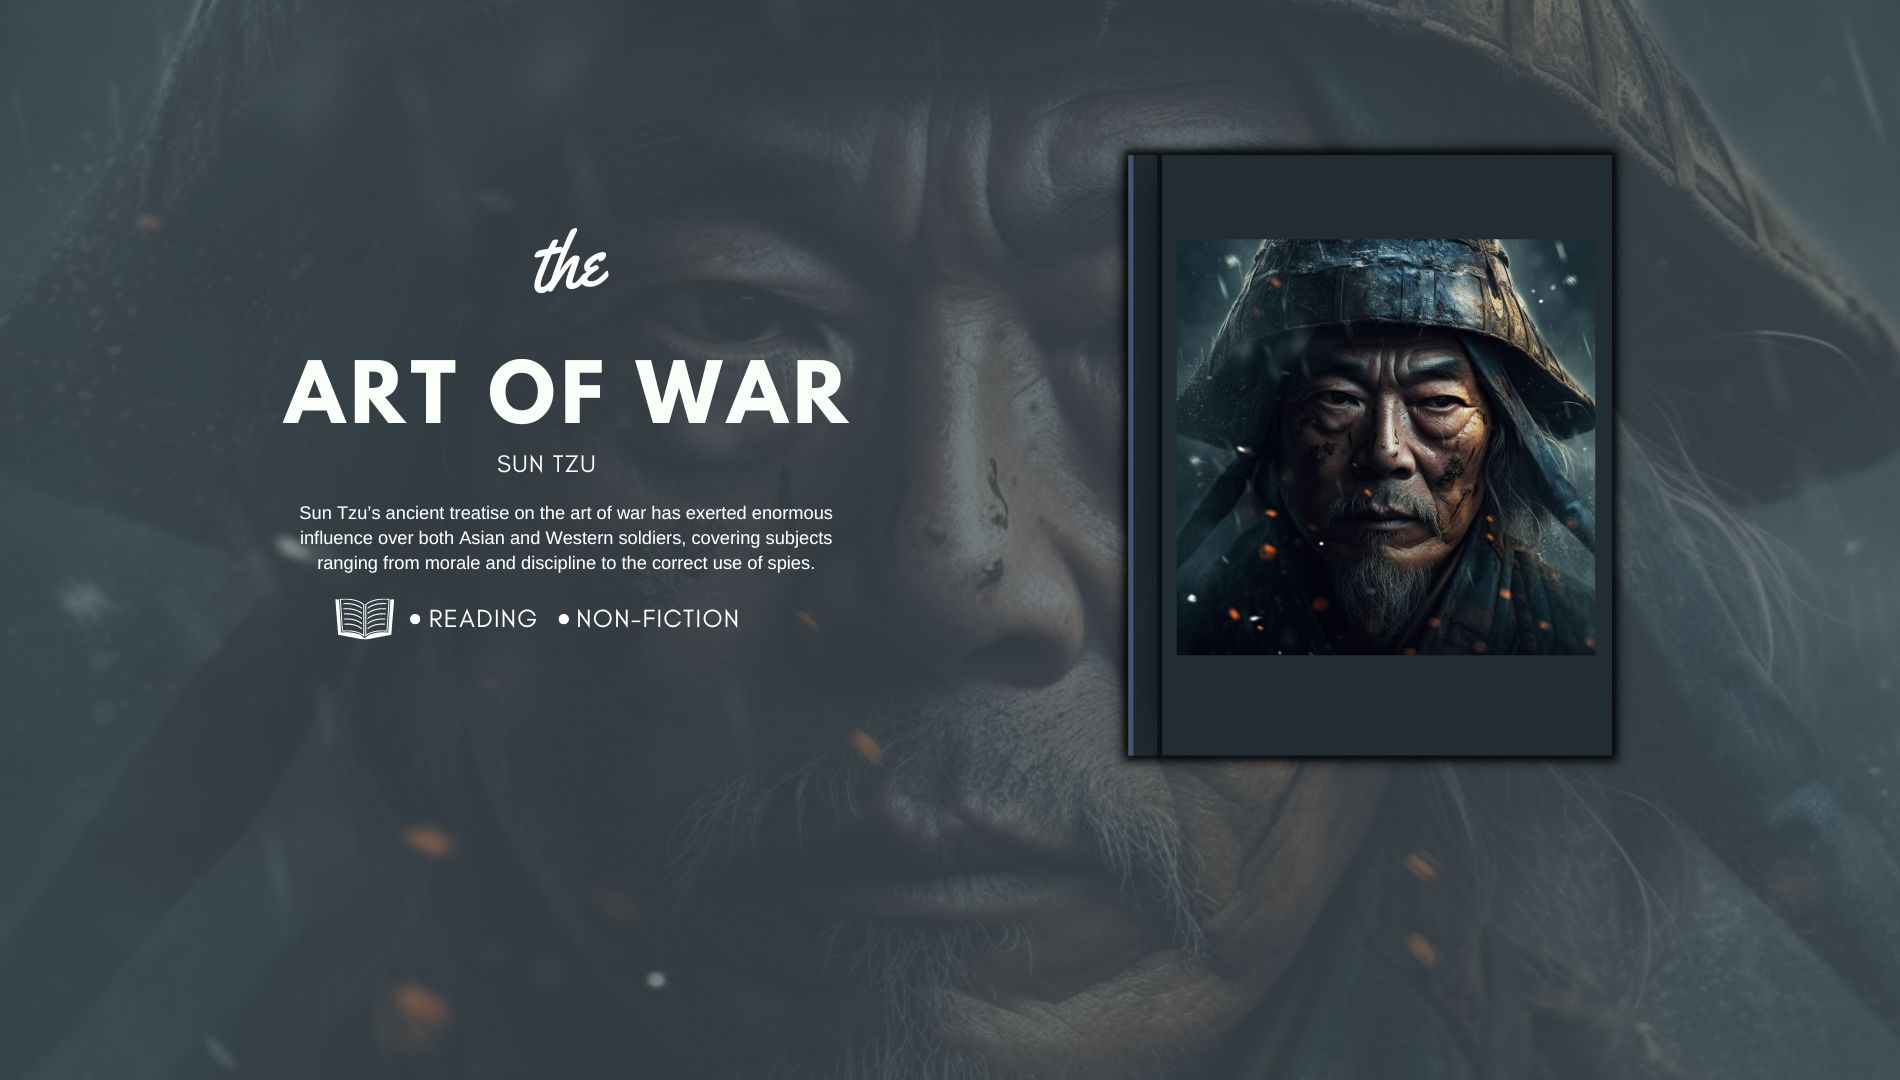 the
ART OF WAR
SUN TZU
Sun Tzu’s ancient treatise on the art of war has exerted enormous
influence over both Asian and Western soldiers, covering subjects
ranging from morale and discipline to the correct use of spies.
• READING • NON-FICTION